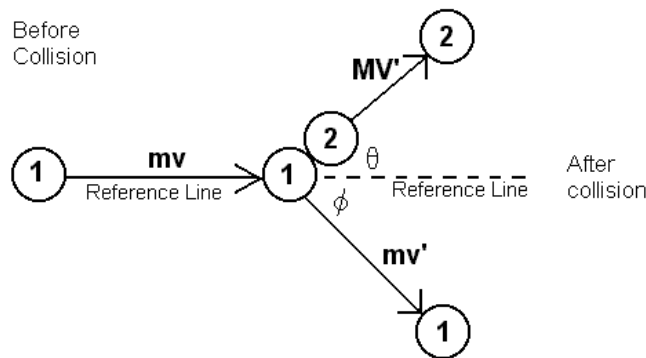 Before
Collision
2
MV'
2
mv
θ
1
1
Reference Line
Reference Line
After
collision
ϕ
mv'
1